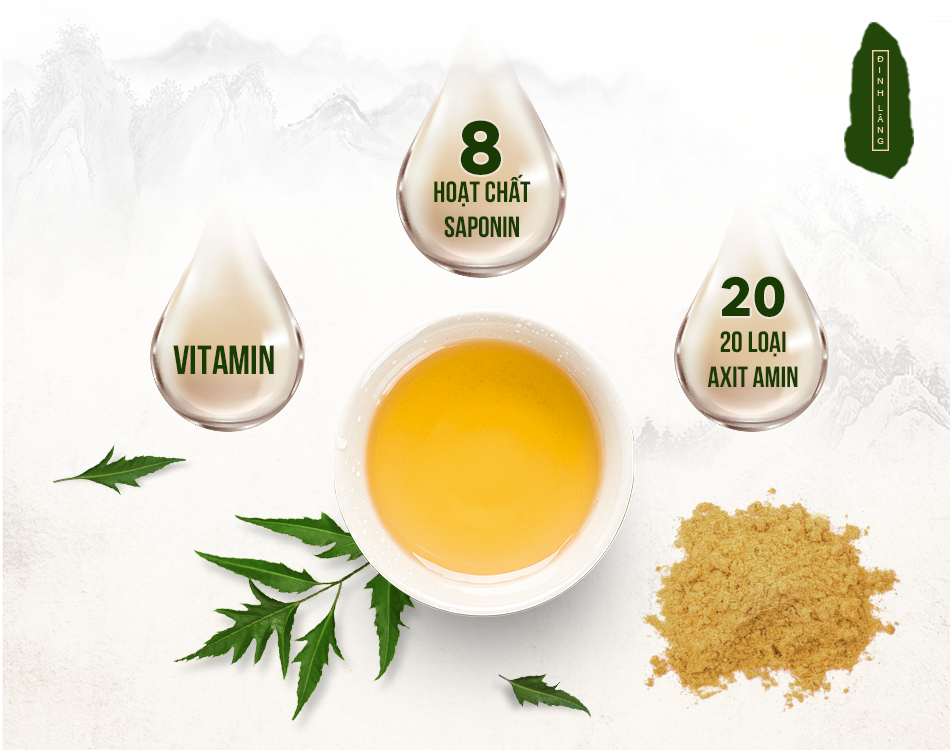 ĐINH LĂNG
8
HOẠT CHẤT
SAPONIN
VITAMIN
20
20 LOẠI
AXIT AMIN